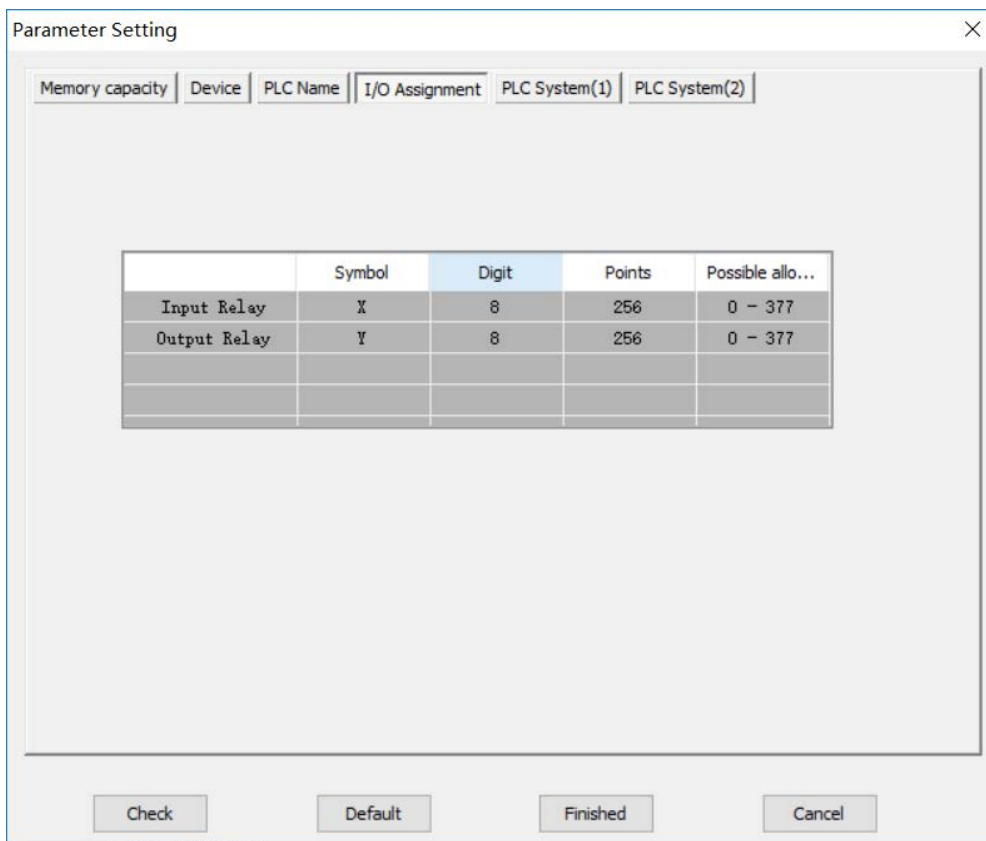 Parameter Setting
Memory capacity Device PLC Name I/O Assignment PLC System(1) PLC System(2)
Symbol Digit Points Possible allo...
Input Relay X 8 256 0 - 377
Output Relay Y 8 256 0 - 377
Check Default Finished Cancel